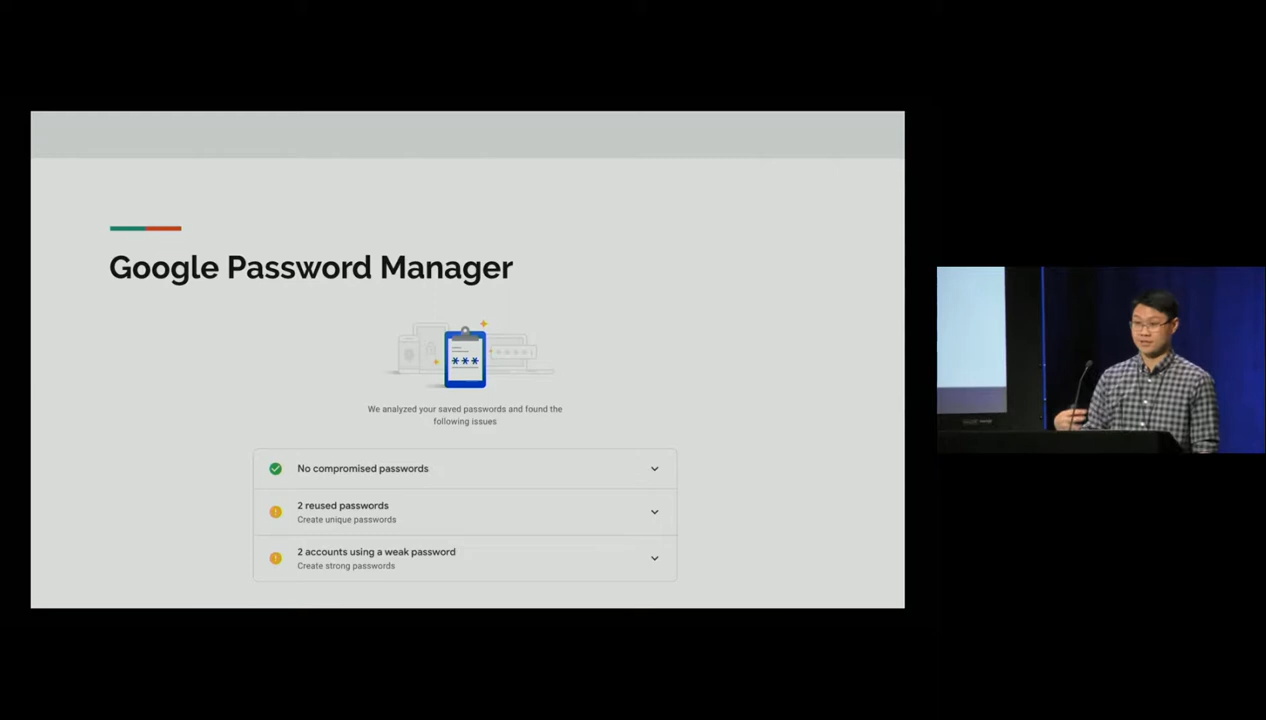 Google Password Manager
***
We analyzed your saved passwords and found the
following issues
No compromised passwords
2 reused passwords
Create unique passwords
2 accounts using a weak password
Create strong passwords